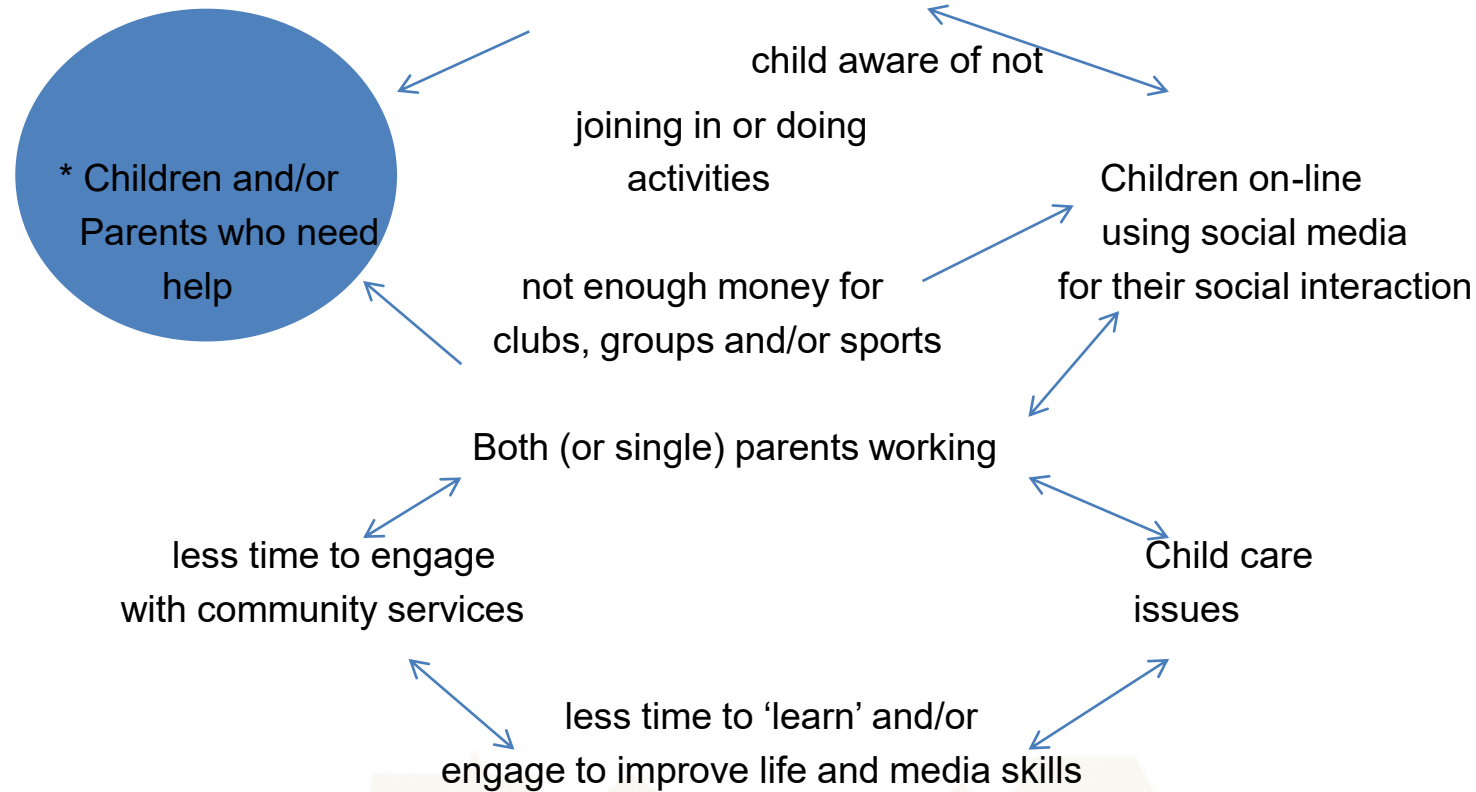 child aware of not
joining in or doing
activities
* Children and/or
Parents who need
help
Children on-line
using social media
for their social interaction
not enough money for
clubs, groups and/or sports
Both (or single) parents working
less time to engage
with community services
Child care
issues
less time to ‘learn’ and/or
engage to improve life and media skills